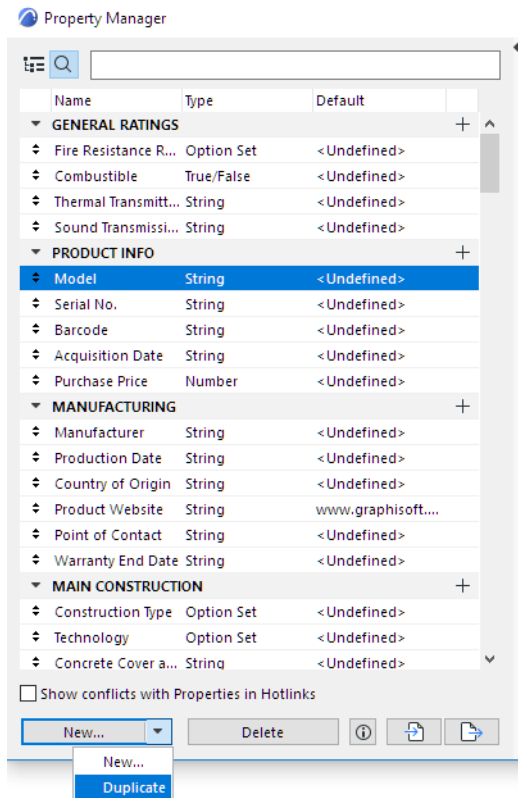 Property Manager
Name Type Default
GENERAL RATINGS
Fire Resistance R... Option Set <Undefined>
Combustible True/False <Undefined>
Thermal Transmitt... String <Undefined>
Sound Transmissi... String <Undefined>
PRODUCT INFO
Model String <Undefined>
Serial No. String <Undefined>
Barcode String <Undefined>
Acquisition Date String <Undefined>
Purchase Price Number <Undefined>
MANUFACTURING
Manufacturer String <Undefined>
Production Date String <Undefined>
Country of Origin String <Undefined>
Product Website String www.graphisoft....
Point of Contact String <Undefined>
Warranty End Date String <Undefined>
MAIN CONSTRUCTION
Construction Type Option Set <Undefined>
Technology Option Set <Undefined>
Concrete Cover a... String <Undefined>
Show conflicts with Properties in Hotlinks
New... Delete
New...
Duplicate